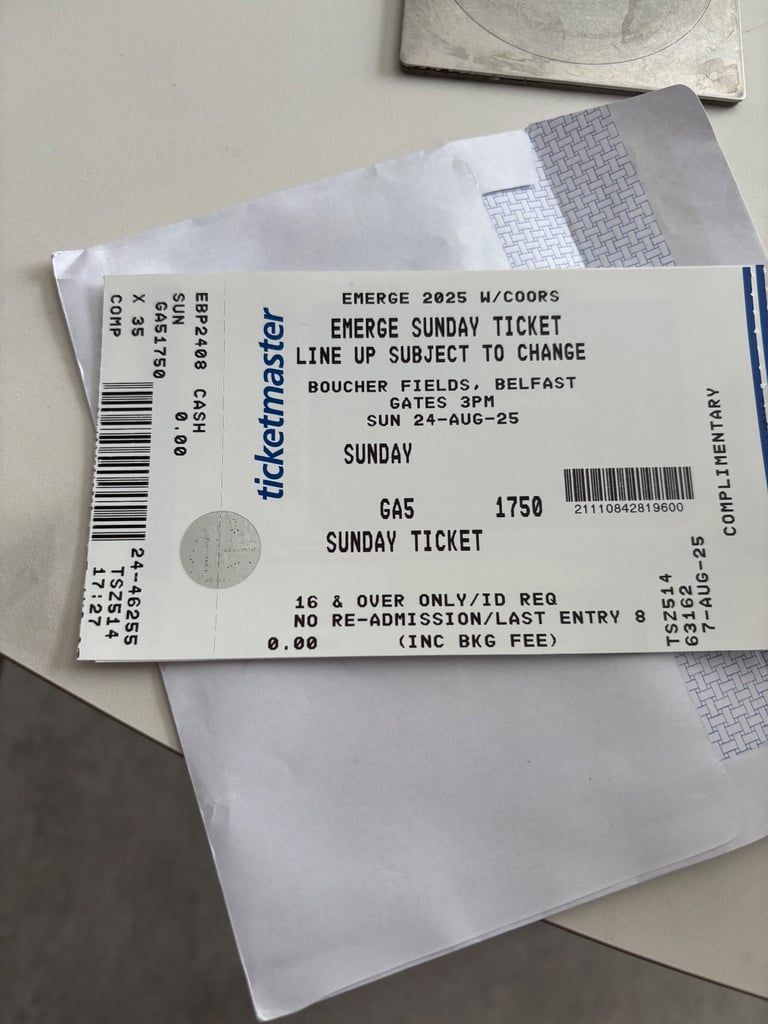 EMERGE 2025 W/COORS
EMERGE SUNDAY TICKET
LINE UP SUBJECT TO CHANGE
BOUCHER FIELDS, BELFAST
GATES 3PM
SUN 24-AUG-25
SUNDAY
GA5 1750
SUNDAY TICKET
16 & OVER ONLY/ID REQ
NO RE-ADMISSION/LAST ENTRY 8
0.00 (INC BKG FEE)
21110842819600
COMPLIMENTARY
TSZ514
63162
7-AUG-25
ticketmaster
EBP2408 CASH
SUN 0.00
GA51750
X 35
COMP
24-46255
TSZ514
17:27